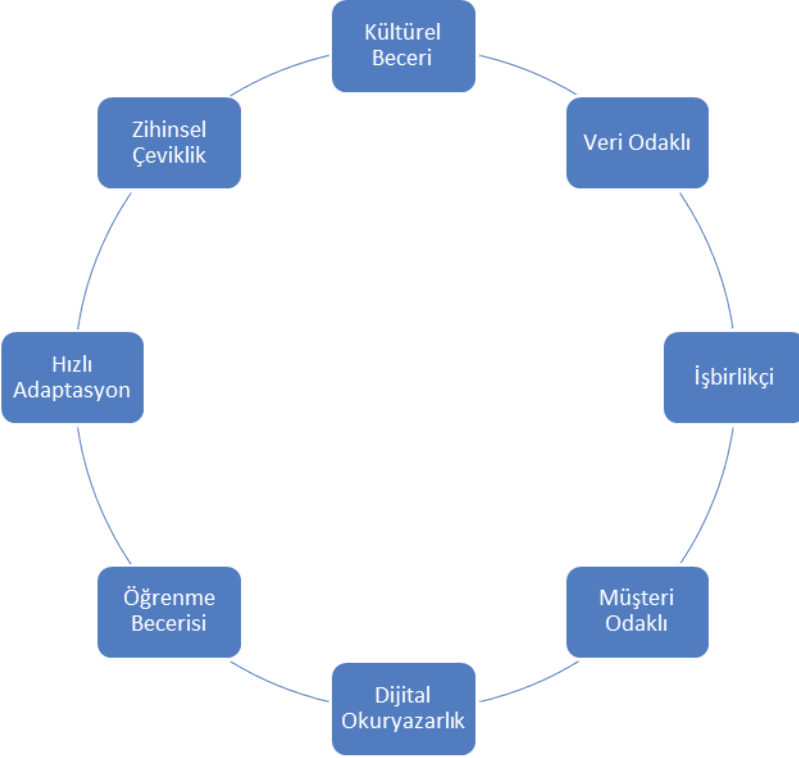 Kültürel
Beceri
Veri Odaklı
İşbirlikçi
Müşteri
Odaklı
Dijital
Okuryazarlık
Öğrenme
Becerisi
Hızlı
Adaptasyon
Zihinsel
Çeviklik